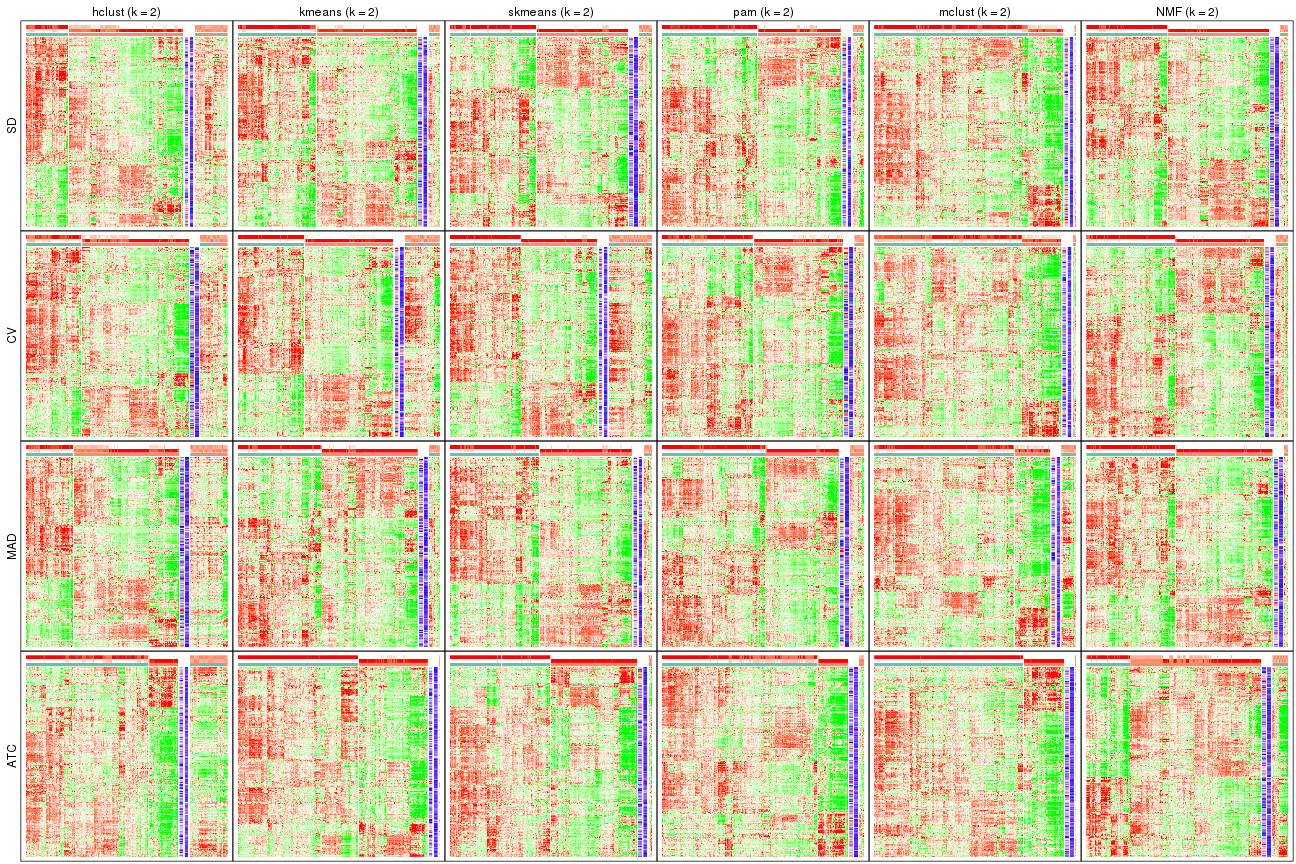 hclust (k = 2) kmeans (k = 2) skmeans (k = 2) pam (k = 2) mclust (k = 2) NMF (k = 2)
SD
CV
MAD
ATC